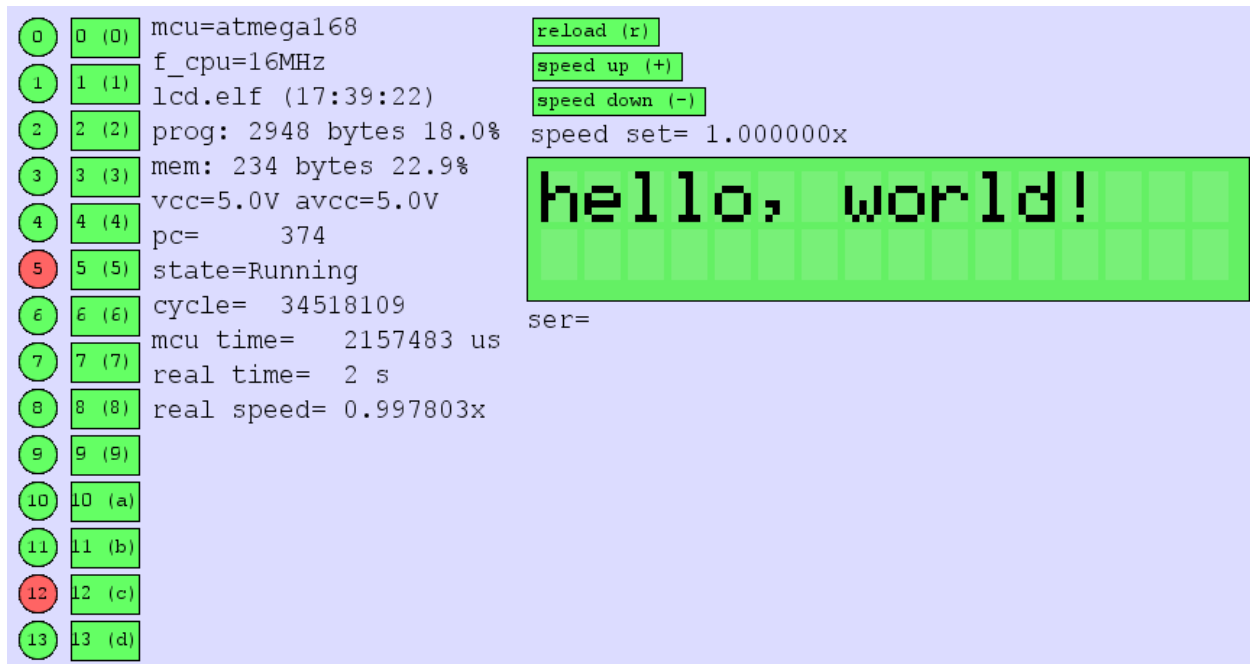 0 0 (0)
1 1 (1)
2 2 (2)
3 3 (3)
4 4 (4)
5 5 (5)
6 6 (6)
7 7 (7)
8 8 (8)
9 9 (9)
10 10 (a)
11 11 (b)
12 12 (c)
13 13 (d)
mcu=atmega168
f_cpu=16MHz
lcd.elf (17:39:22)
prog: 2948 bytes 18.0%
mem: 234 bytes 22.9%
vcc=5.0V avcc=5.0V
pc= 374
state=Running
cycle= 34518109
mcu time= 2157483 us
real time= 2 s
real speed= 0.997803x
reload (r)
speed up (+)
speed down (-)
speed set= 1.000000x
hello, world!
ser=